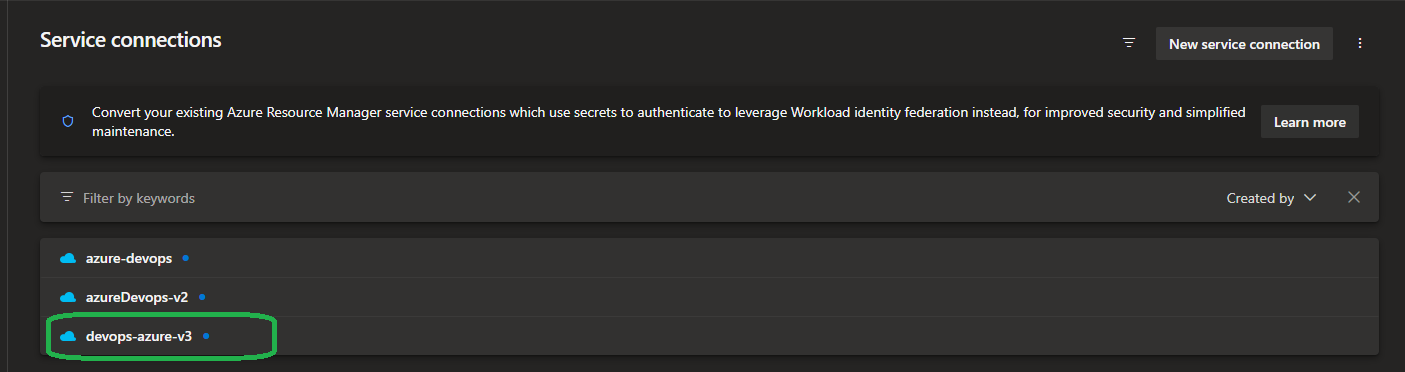 Service connections
New service connection
Convert your existing Azure Resource Manager service connections which use secrets to authenticate to leverage Workload identity federation instead, for improved security and simplified
maintenance.
Learn more
Filter by keywords
Created by
azure-devops
azureDevops-v2
devops-azure-v3